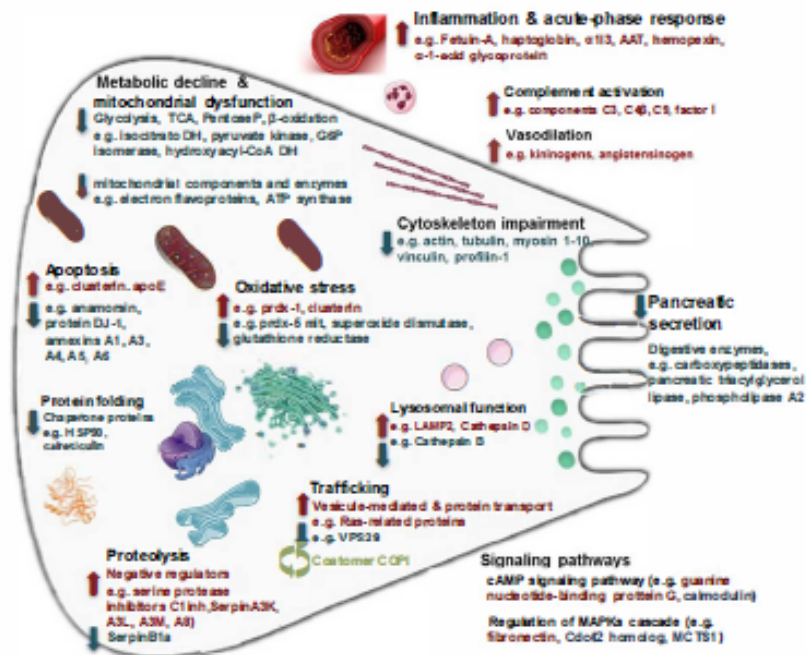 Inflammation & acute-phase response
e.g. Fetuin-A, haptoglobin, α1I3, AAT, hemopexin,
α-1-acid glycoprotein
Complement activation
e.g. components C3, C4β, C5, factor I
Vasodilation
e.g. kininogens, angiotensinogen
Metabolic decline &
mitochondrial dysfunction
Glycolysis, TCA, PentoseP, β-oxidation
e.g. isocitrato DH, pyruvate kinase, G6P
isomerase, hydroxyacyl-CoA DH
mitochondrial components and enzymes
e.g. electron flavoproteins, ATP synthase
Cytoskeleton impairment
e.g. actin, tubulin, myosin 1-10,
vinculin, profilin-1
Apoptosis
e.g. clusterin, apoE
e.g. anamorsin,
protein DJ-1,
annexins A1, A3,
A4, A5, A6
Oxidative stress
e.g. prdx-1, clusterin
e.g. prdx-5 mit, superoxide dismutase,
glutathione reductase
Pancreatic
secretion
Digestive enzymes,
e.g. carboxypeptidases,
pancreatic triacylglycerol
lipase, phospholipase A2
Protein folding
Chaperone proteins
e.g. HSP90,
calreticulin
Lysosomal function
e.g. LAMP2, Cathepsin D
e.g. Cathepsin B
Trafficking
Vesicule-mediated & protein transport
e.g. Ras-related proteins
e.g. VPS29
Coatomer COPI
Proteolysis
Negative regulators
e.g. serine protease
inhibitors C1inh, SerpinA3K,
A3L, A3M, A6)
SerpinB1a
Signaling pathways
cAMP signaling pathway (e.g. guanine
nucleotide-binding protein G, calmodulin)
Regulation of MAPKa cascade (e.g.
fibronectin, homolog, MCTS1)